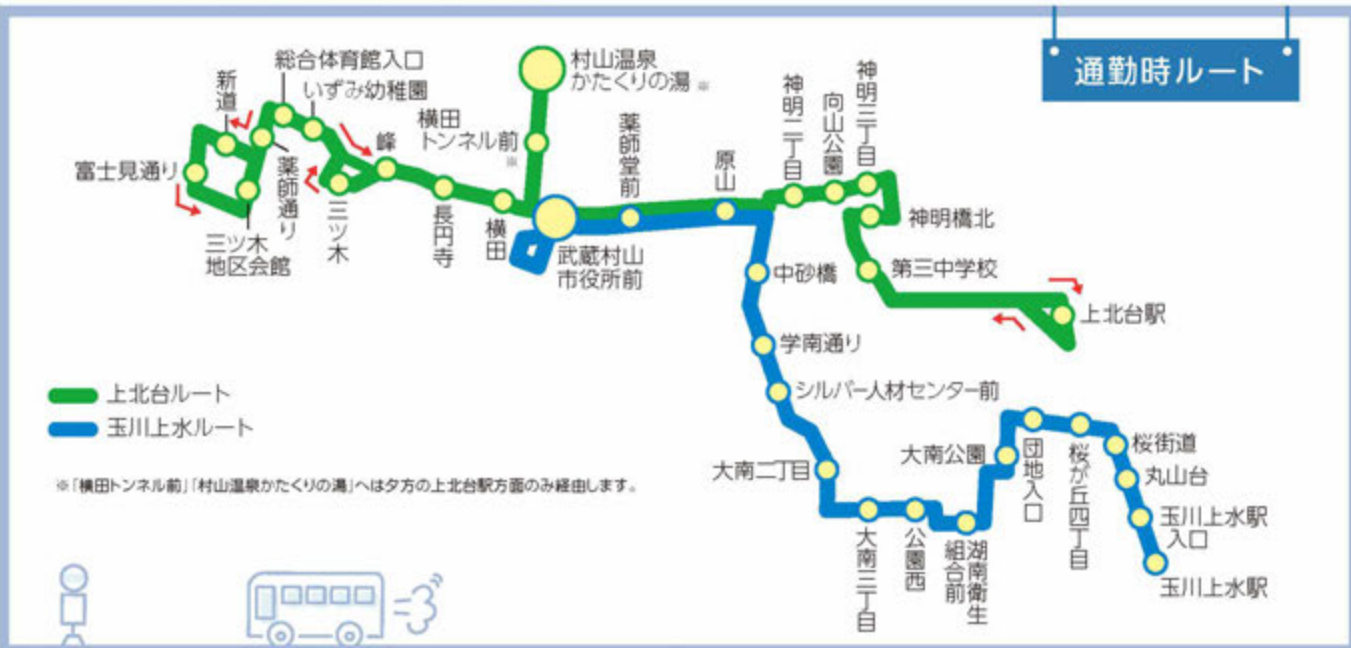 通勤時ルート
総合体育館入口
いずみ幼稚園
新道
富士見通り
薬師通り
三ツ木
地区会館
三ツ木
峰
長円寺
横田
横田
トンネル前
※
村山温泉
かたくりの湯 ※
武蔵村山
市役所前
薬師堂前
原山
神明二丁目
向山公園
神明三丁目
神明橋北
第三中学校
上北台駅
中砂橋
学南通り
シルバー人材センター前
大南二丁目
大南三丁目
公園西
湖南衛生
組合前
大南公園
団地入口
桜が丘四丁目
桜街道
丸山台
玉川上水駅
入口
玉川上水駅
上北台ルート
玉川上水ルート
※「横田トンネル前」「村山温泉かたくりの湯」へは夕方の上北台駅方面のみ経由します。